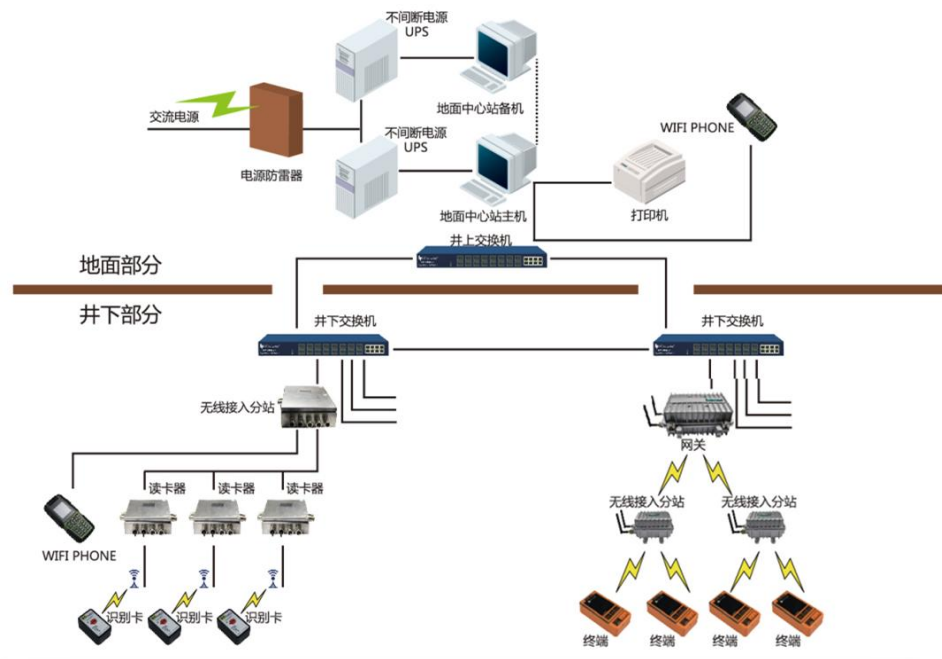 不间断电源
UPS
地面中心站备机
交流电源
WIFI PHONE
电源防雷器
不间断电源
UPS
地面中心站主机
打印机
井上交换机
地面部分
井下部分
井下交换机
井下交换机
无线接入分站
网关
读卡器
读卡器
读卡器
无线接入分站
无线接入分站
WIFI PHONE
识别卡
识别卡
识别卡
终端
终端
终端
终端